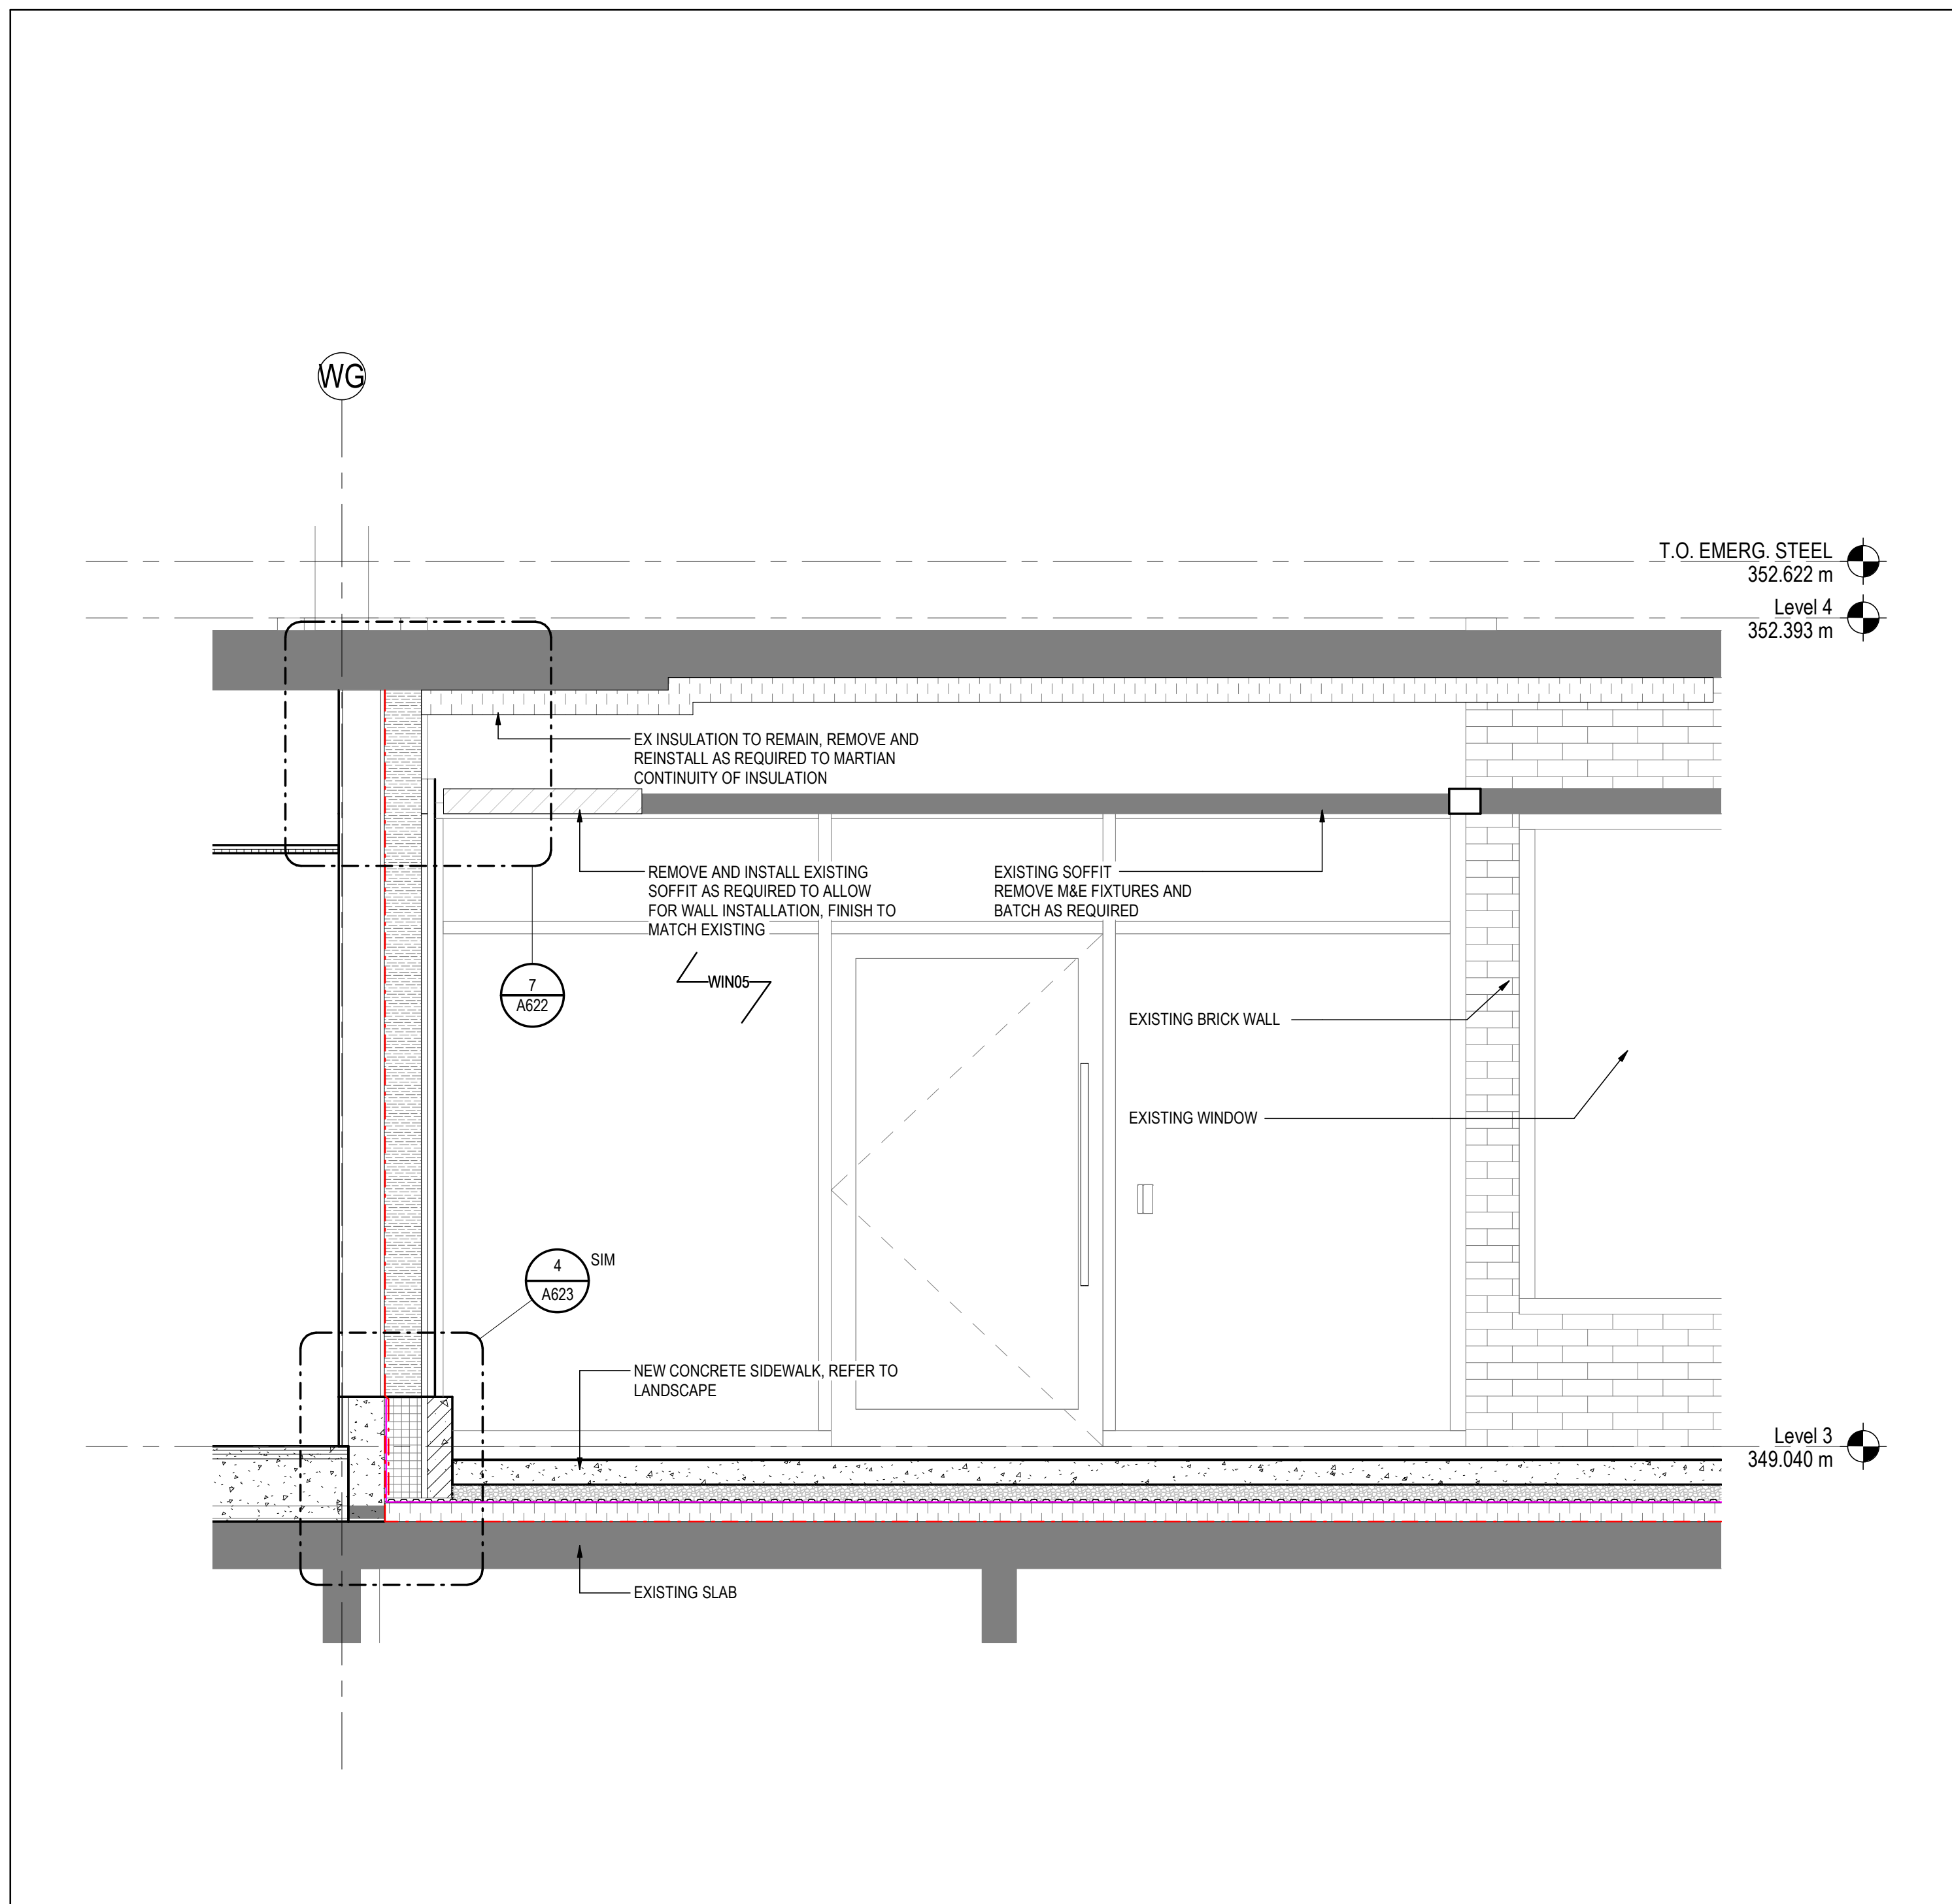 WG
T.O. EMERG. STEEL
352.622 m
Level 4
352.393 m
EX INSULATION TO REMAIN, REMOVE AND
REINSTALL AS REQUIRED TO MARTIAN
CONTINUITY OF INSULATION
REMOVE AND INSTALL EXISTING
SOFFIT AS REQUIRED TO ALLOW
FOR WALL INSTALLATION, FINISH TO
MATCH EXISTING
EXISTING SOFFIT
REMOVE M&E FIXTURES AND
BATCH AS REQUIRED
7
A622
WIN05
EXISTING BRICK WALL
EXISTING WINDOW
4
A623
SIM
NEW CONCRETE SIDEWALK, REFER TO
LANDSCAPE
Level 3
349.040 m
EXISTING SLAB